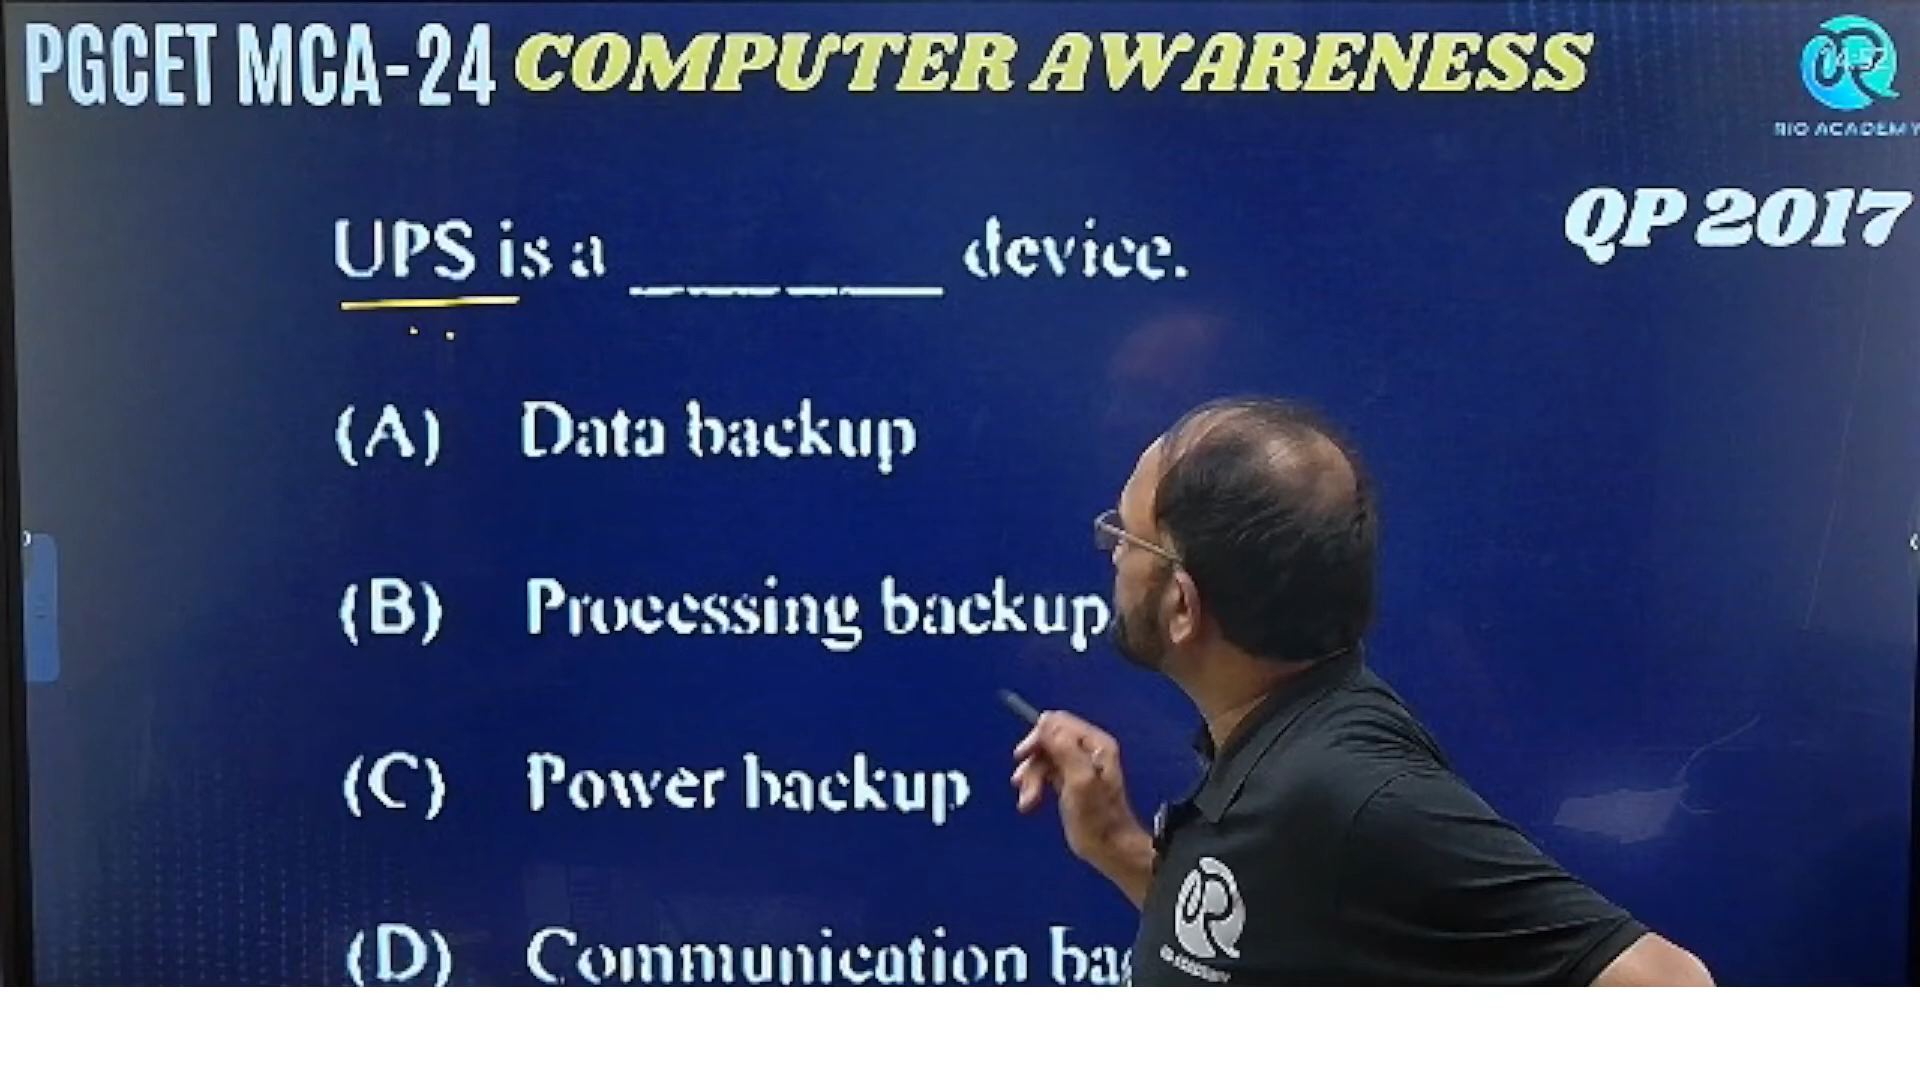 PGCET MCA-24 COMPUTER AWARENESS
RIO ACADEMY
QP 2017
UPS is a ________ device.
(A) Data backup
(B) Processing backup
(C) Power backup
(D) Communication